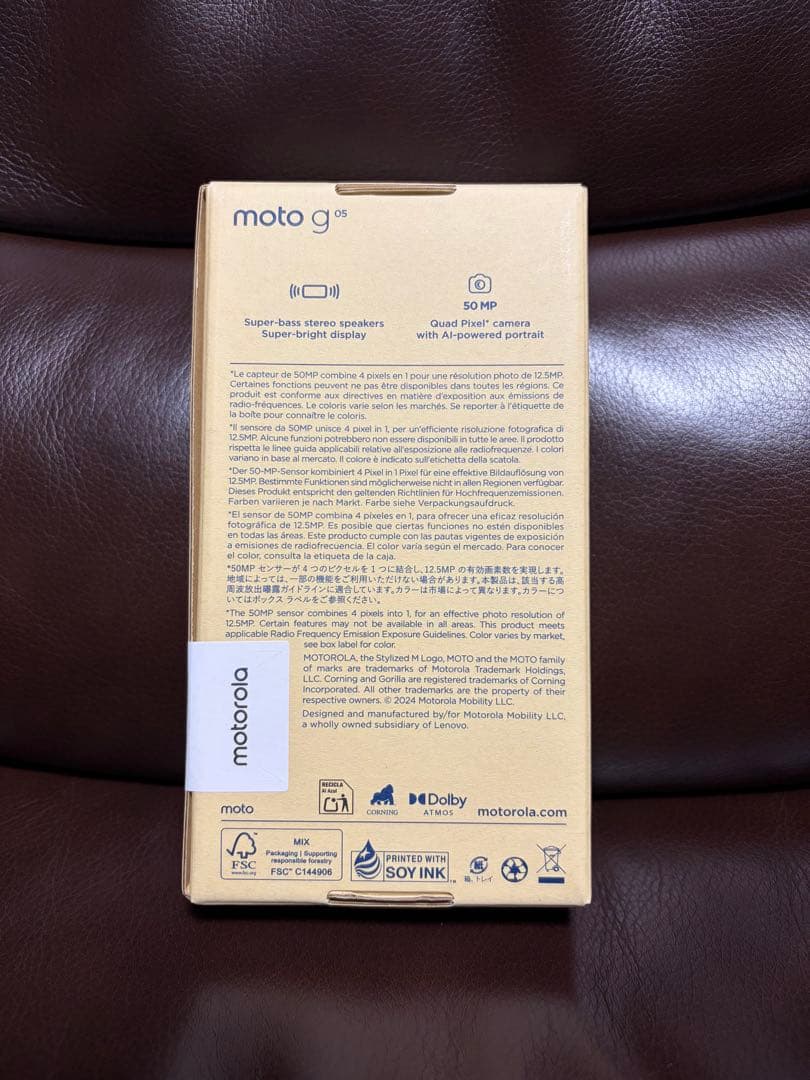 moto g 05
50 MP
Super-bass stereo speakers
Super-bright display
Quad Pixel* camera
with AI-powered portrait
*Le capteur de 50MP combine 4 pixels en 1 pour une résolution photo de 12.5MP.
Certaines fonctions peuvent ne pas être disponibles dans toutes les régions. Ce
produit est conforme aux directives en matière d'exposition aux émissions de
radio-fréquences. Le coloris varie selon les marchés. Se reporter à l'étiquette de
la boîte pour connaître le coloris.
*Il sensore da 50MP unisce 4 pixel in 1, per un'efficiente risoluzione fotografica di
12.5MP. Alcune funzioni potrebbero non essere disponibili in tutte le aree. Il prodotto
rispetta le linee guida applicabili relative all'esposizione alle radiofrequenze. I colori
variano in base al mercato. Il colore è indicato sull'etichetta della scatola.
*Der 50-MP-Sensor kombiniert 4 Pixel in 1 Pixel für eine effektive Bildauflösung von
12.5MP. Bestimmte Funktionen sind möglicherweise nicht in allen Regionen verfügbar.
Dieses Produkt entspricht den geltenden Richtlinien für Hochfrequenzemissionen.
Farben variieren je nach Markt. Farbe siehe Verpackungsaufdruck.
*El sensor de 50MP combina 4 píxeles en 1, para ofrecer una eficaz resolución
fotográfica de 12.5MP. Es posible que ciertas funciones no estén disponibles
en todas las áreas. Este producto cumple con las pautas vigentes de exposición
a emisiones de radiofrecuencia. El color varía según el mercado. Para conocer
el color, consulta la etiqueta de la caja.
*50MP センサーが 4 つのピクセルを 1 つに結合し、12.5MP の有効画素数を実現します。
地域によっては、一部の機能をご利用いただけない場合があります。本製品は、該当する高
周波放出曝露ガイドラインに適合しています。カラーは市場によって異なります。カラーにつ
いてはボックス ラベルをご参照ください。
*The 50MP sensor combines 4 pixels into 1, for an effective photo resolution of
12.5MP. Certain features may not be available in all areas. This product meets
applicable Radio Frequency Emission Exposure Guidelines. Color varies by market,
see box label for color.
MOTOROLA, the Stylized M Logo, MOTO and the MOTO family
of marks are trademarks of Motorola Trademark Holdings,
LLC. Corning and Gorilla are registered trademarks of Corning
Incorporated. All other trademarks are the property of their
respective owners. © 2024 Motorola Mobility LLC.
Designed and manufactured by/for Motorola Mobility LLC,
a wholly owned subsidiary of Lenovo.
motorola
moto
RECICLA
Al Azul
CORNING
Dolby
ATMOS
motorola.com
FSC
www.fsc.org
MIX
Packaging | Supporting
responsible forestry
FSC™ C144906
PRINTED WITH
SOY INK™
紙
箱、トレイ